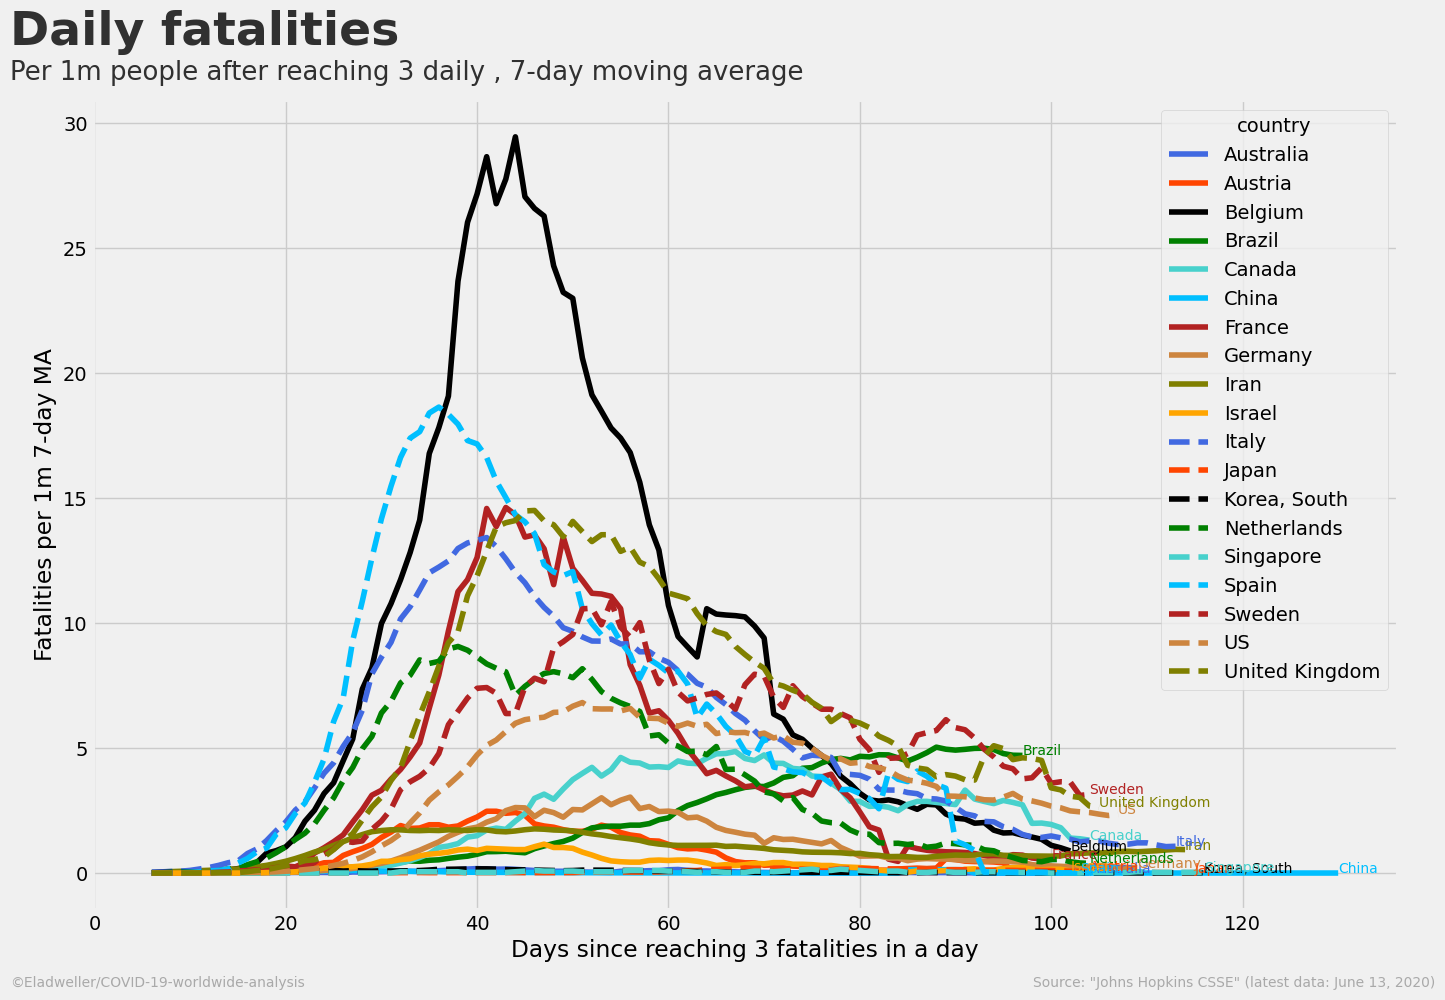 Daily fatalities
Per 1m people after reaching 3 daily , 7-day moving average
Fatalities per 1m 7-day MA
30
25
20
15
10
5
0
country
Australia
Austria
Belgium
Brazil
Canada
China
France
Germany
Iran
Israel
Italy
Japan
Korea, South
Netherlands
Singapore
Spain
Sweden
US
United Kingdom
Brazil
Sweden
United Kingdom
US
Canada
Italy
Belgium
Iran
France
Netherlands
Germany
Singapore
Korea, South
China
0 20 40 60 80 100 120
Days since reaching 3 fatalities in a day
©Eladweller/COVID-19-worldwide-analysis
Source: "Johns Hopkins CSSE" (latest data: June 13, 2020)